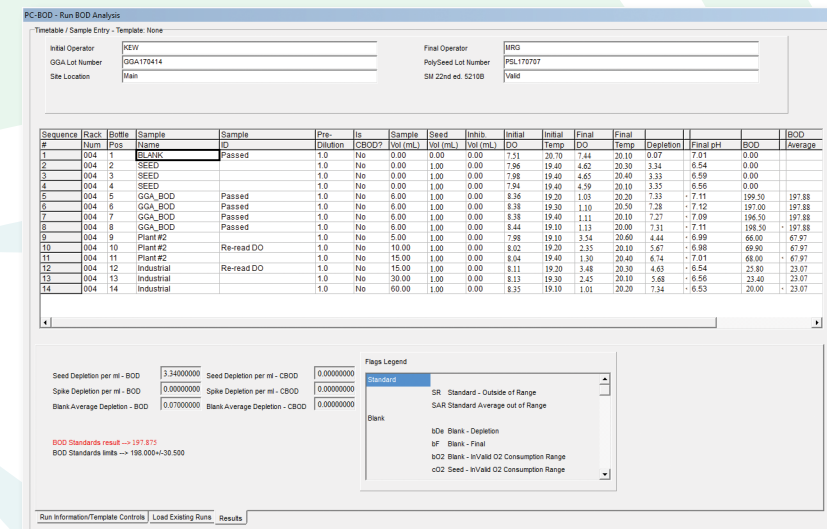 PC-BOD - Run BOD Analysis
Timetable / Sample Entry - Template: None
Initial Operator KEW Final Operator MRG
GGA Lot Number GGA170414 PolySeed Lot Number PSL170707
Site Location Main SM 22nd ed. 5210B Valid
Sequence Rack Bottle Sample Sample Pre- Is Sample Seed Inhib. Initial Initial Final Final BOD
# Num Pos Name ID Dilution CBOD? Vol (mL) Vol (mL) Vol (mL) DO Temp DO Temp Depletion Final pH BOD Average
1 004 1 BLANK Passed 1.0 No 0.00 0.00 0.00 7.51 20.70 7.44 20.10 0.07 7.01 0.00
2 004 2 SEED 1.0 No 0.00 1.00 0.00 7.96 19.40 4.62 20.30 3.34 6.54 0.00
3 004 3 SEED 1.0 No 0.00 1.00 0.00 7.98 19.40 4.65 20.40 3.33 6.59 0.00
4 004 4 SEED 1.0 No 0.00 1.00 0.00 7.94 19.40 4.59 20.10 3.35 6.56 0.00
5 004 5 GGA_BOD Passed 1.0 No 6.00 1.00 0.00 8.36 19.20 1.03 20.20 7.33 - 7.11 199.50 197.88
6 004 6 GGA_BOD Passed 1.0 No 6.00 1.00 0.00 8.38 19.30 1.10 20.50 7.28 - 7.12 197.00 197.88
7 004 7 GGA_BOD Passed 1.0 No 6.00 1.00 0.00 8.38 19.40 1.11 20.10 7.27 - 7.09 196.50 197.88
8 004 8 GGA_BOD Passed 1.0 No 6.00 1.00 0.00 8.44 19.10 1.13 20.00 7.31 - 7.11 198.50 - 197.88
9 004 9 Plant #2 1.0 No 5.00 1.00 0.00 7.98 19.10 3.54 20.60 4.44 - 6.99 66.00 67.97
10 004 10 Plant #2 Re-read DO 1.0 No 10.00 1.00 0.00 8.02 19.20 2.35 20.10 5.67 - 6.98 69.90 67.97
11 004 11 Plant #2 1.0 No 15.00 1.00 0.00 8.04 19.40 1.30 20.40 6.74 - 7.01 68.00 - 67.97
12 004 12 Industrial Re-read DO 1.0 No 15.00 1.00 0.00 8.11 19.20 3.48 20.30 4.63 - 6.54 25.80 23.07
13 004 13 Industrial 1.0 No 30.00 1.00 0.00 8.13 19.30 2.45 20.10 5.68 - 6.56 23.40 23.07
14 004 14 Industrial 1.0 No 60.00 1.00 0.00 8.35 19.10 1.01 20.20 7.34 - 6.53 20.00 - 23.07
Seed Depletion per ml - BOD 3.34000000 Seed Depletion per ml - CBOD 0.00000000
Spike Depletion per ml - BOD 0.00000000 Spike Depletion per ml - CBOD 0.00000000
Blank Average Depletion - BOD 0.07000000 Blank Average Depletion - CBOD 0.00000000
BOD Standards result --> 197.875
BOD Standards limits --> 198.000+/-30.500
Flags Legend
Standard
SR Standard - Outside of Range
SAR Standard Average out of Range
Blank
bDe Blank - Depletion
bF Blank - Final
bO2 Blank - InValid O2 Consumption Range
cO2 Seed - InValid O2 Consumption Range
Run Information/Template Controls Load Existing Runs Results